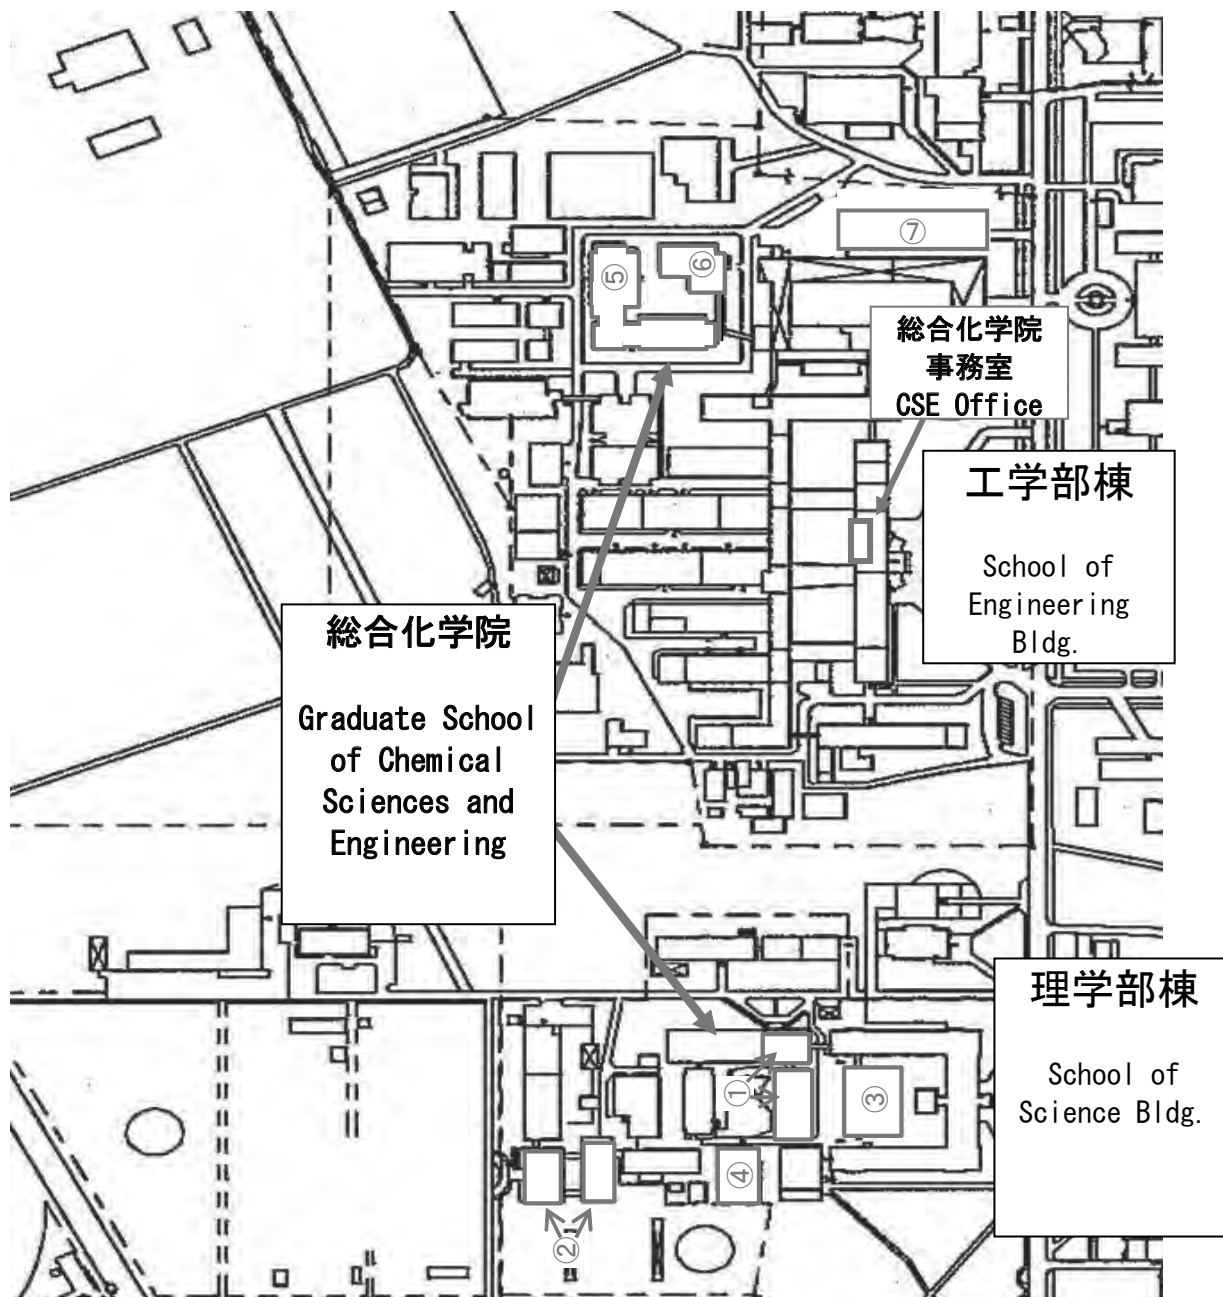 ⑦
⑤
⑥
総合化学院
事務室
CSE Office
工学部棟
School of
Engineering
Bldg.
総合化学院
Graduate School
of Chemical
Sciences and
Engineering
理学部棟
School of
Science Bldg.
①
③
④
②